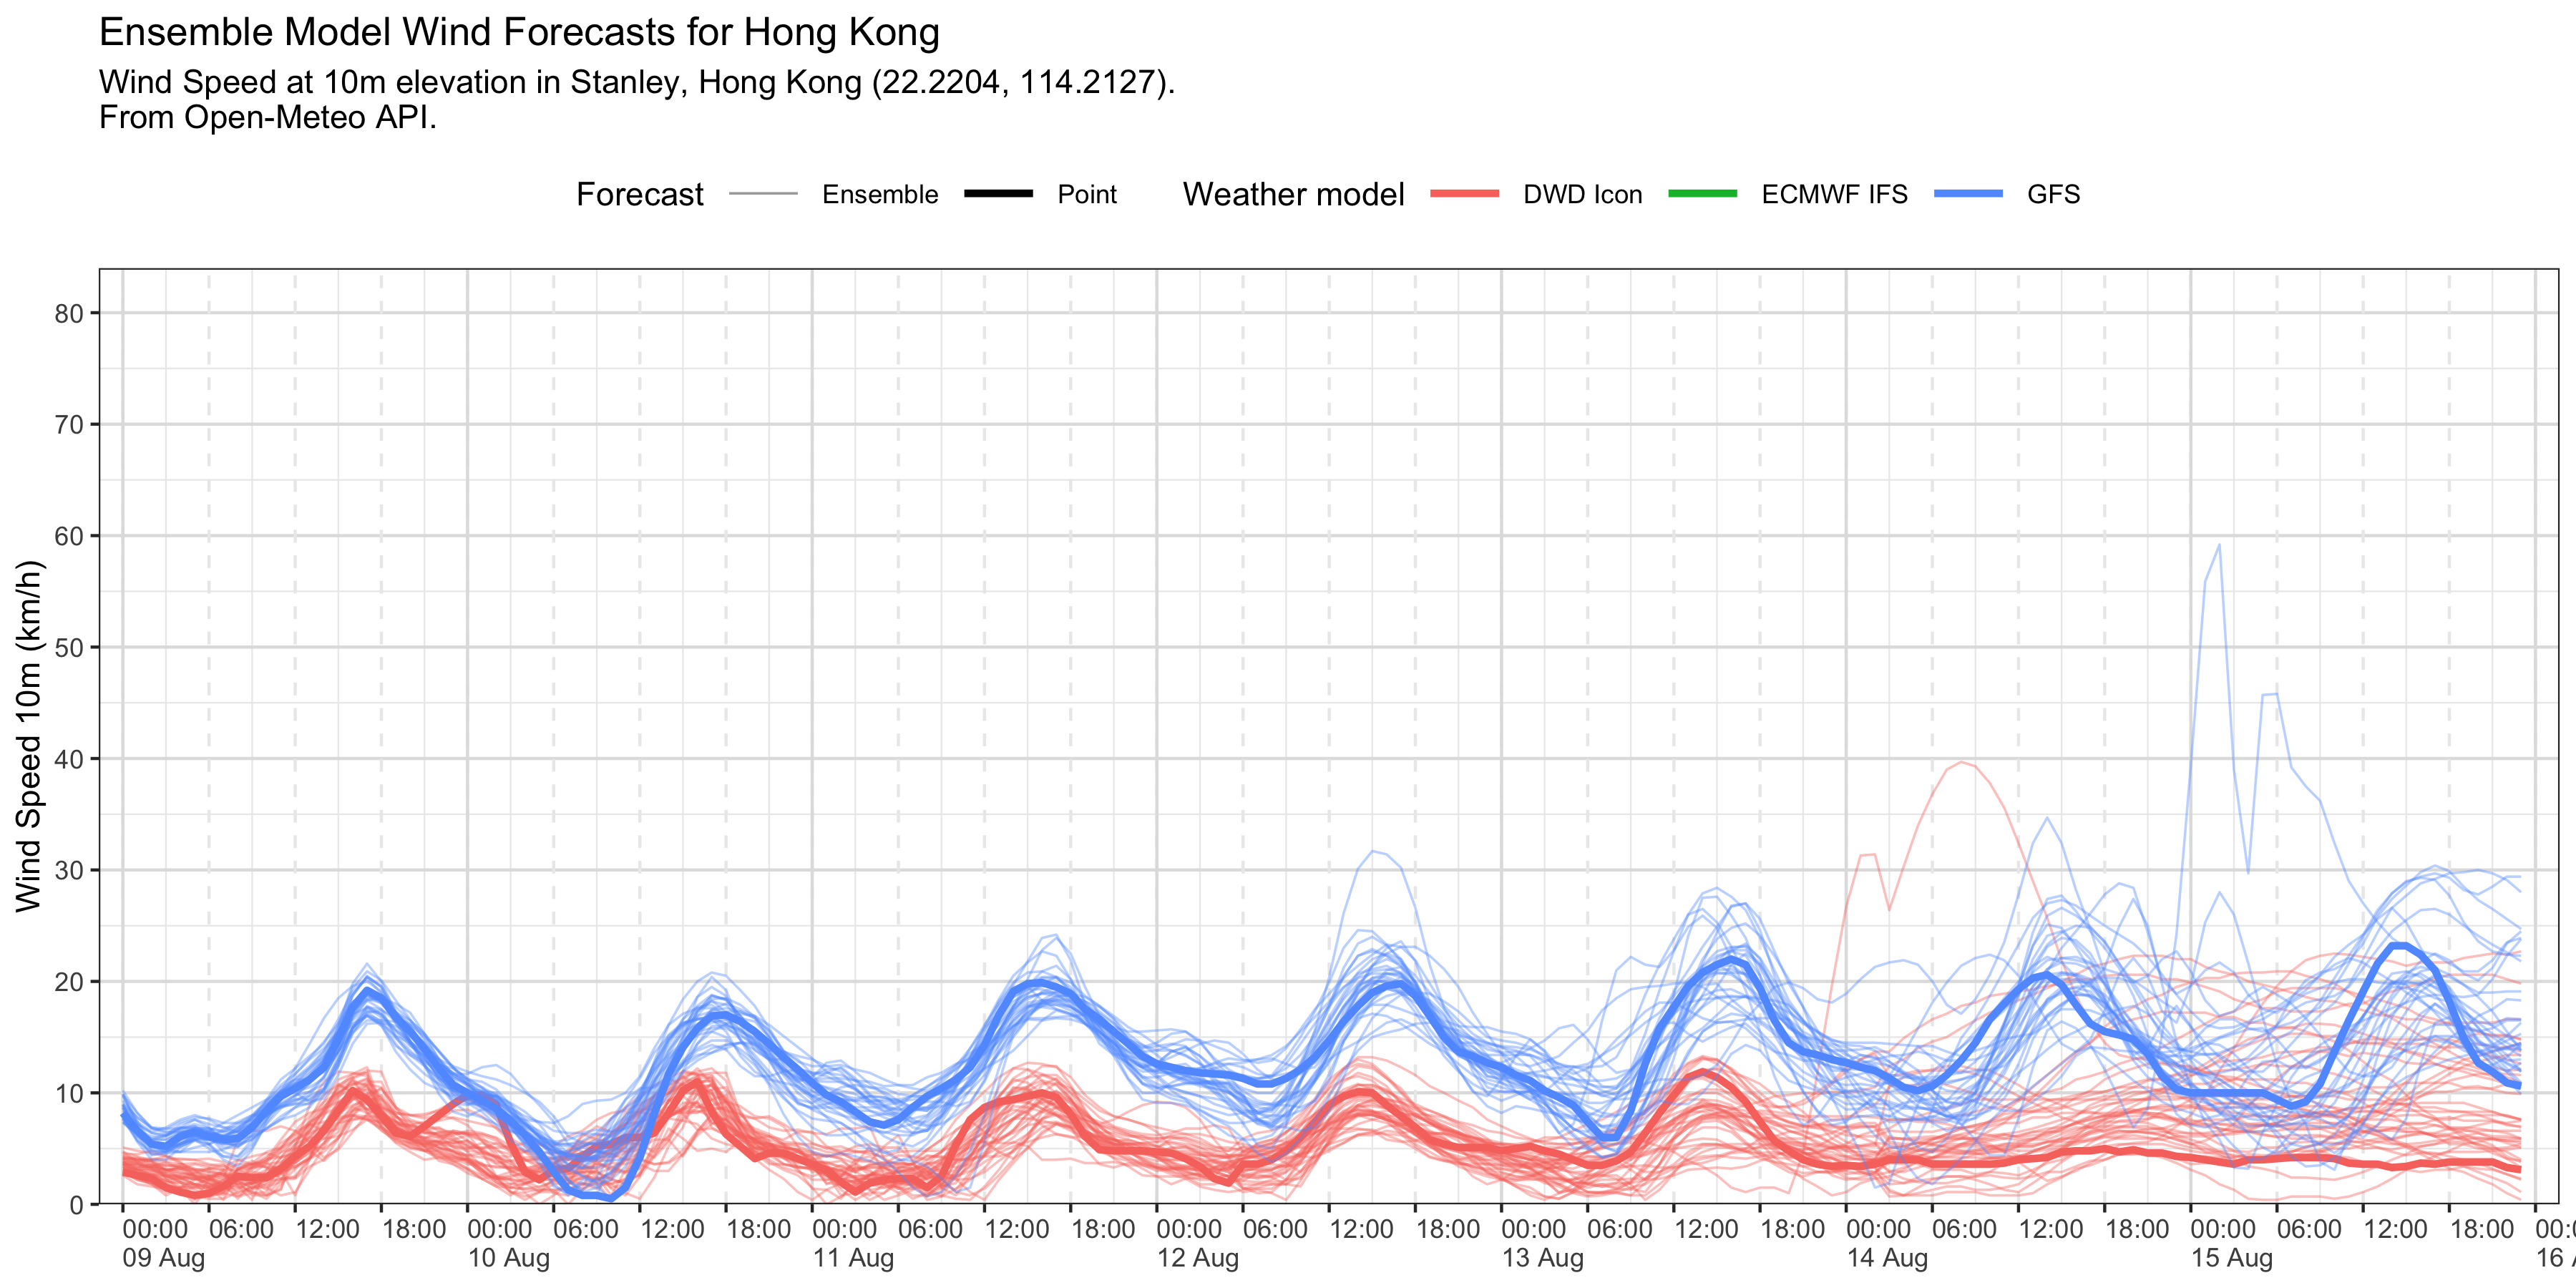 Ensemble Model Wind Forecasts for Hong Kong
Wind Speed at 10m elevation in Stanley, Hong Kong (22.2204, 114.2127).
From Open-Meteo API.
Forecast Ensemble Point Weather model DWD Icon ECMWF IFS GFS
Wind Speed 10m (km/h)
80
70
60
50
40
30
20
10
0
00:00 06:00 12:00 18:00 00:00 06:00 12:00 18:00 00:00 06:00 12:00 18:00 00:00 06:00 12:00 18:00 00:00 06:00 12:00 18:00 00:00 06:00 12:00 18:00 00:00 06:00 12:00 18:00 00:0
09 Aug 10 Aug 11 Aug 12 Aug 13 Aug 14 Aug 15 Aug 16 A